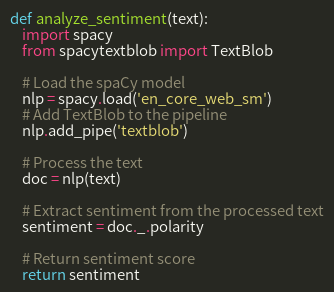 def analyze_sentiment(text):
    import spacy
    from spacytextblob import TextBlob

    # Load the spaCy model
    nlp = spacy.load('en_core_web_sm')
    # Add TextBlob to the pipeline
    nlp.add_pipe('textblob')

    # Process the text
    doc = nlp(text)

    # Extract sentiment from the processed text
    sentiment = doc._.polarity

    # Return sentiment score
    return sentiment